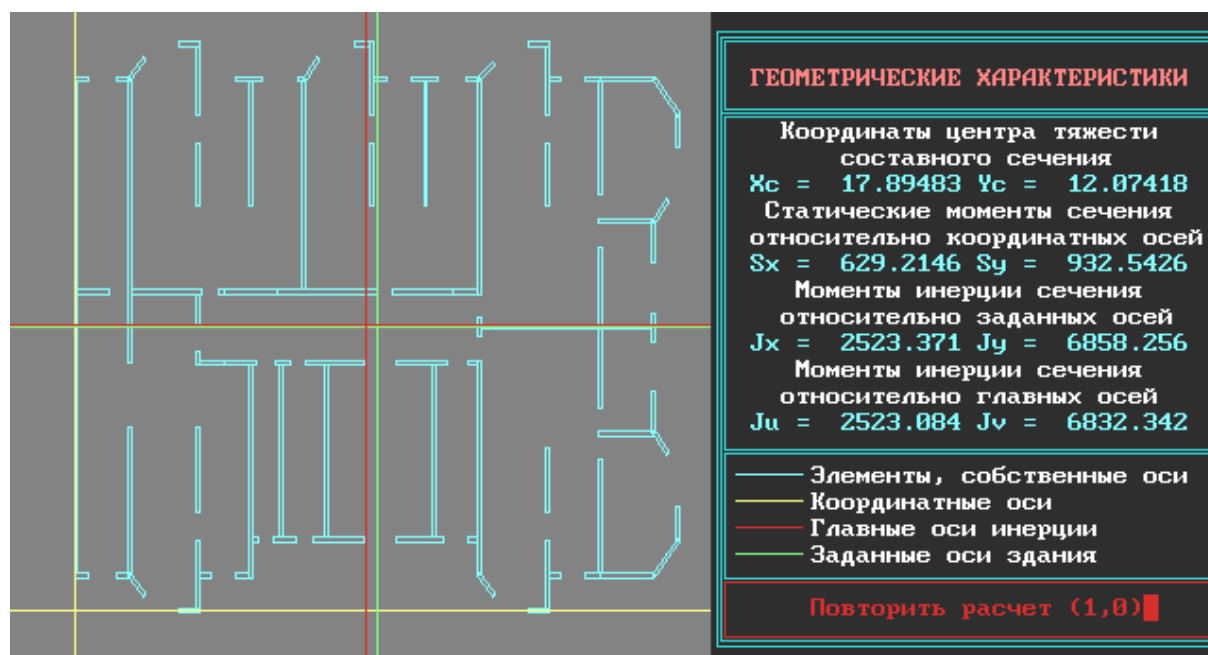 ГЕОМЕТРИЧЕСКИЕ ХАРАКТЕРИСТИКИ
Координаты центра тяжести
составного сечения
Xc = 17.89483 Yc = 12.07418
Статические моменты сечения
относительно координатных осей
Sx = 629.2146 Sy = 932.5426
Моменты инерции сечения
относительно заданных осей
Jx = 2523.371 Jy = 6858.256
Моменты инерции сечения
относительно главных осей
Ju = 2523.084 Jv = 6832.342
Элементы, собственные оси
Координатные оси
Главные оси инерции
Заданные оси здания
Повторить расчет (1,0)